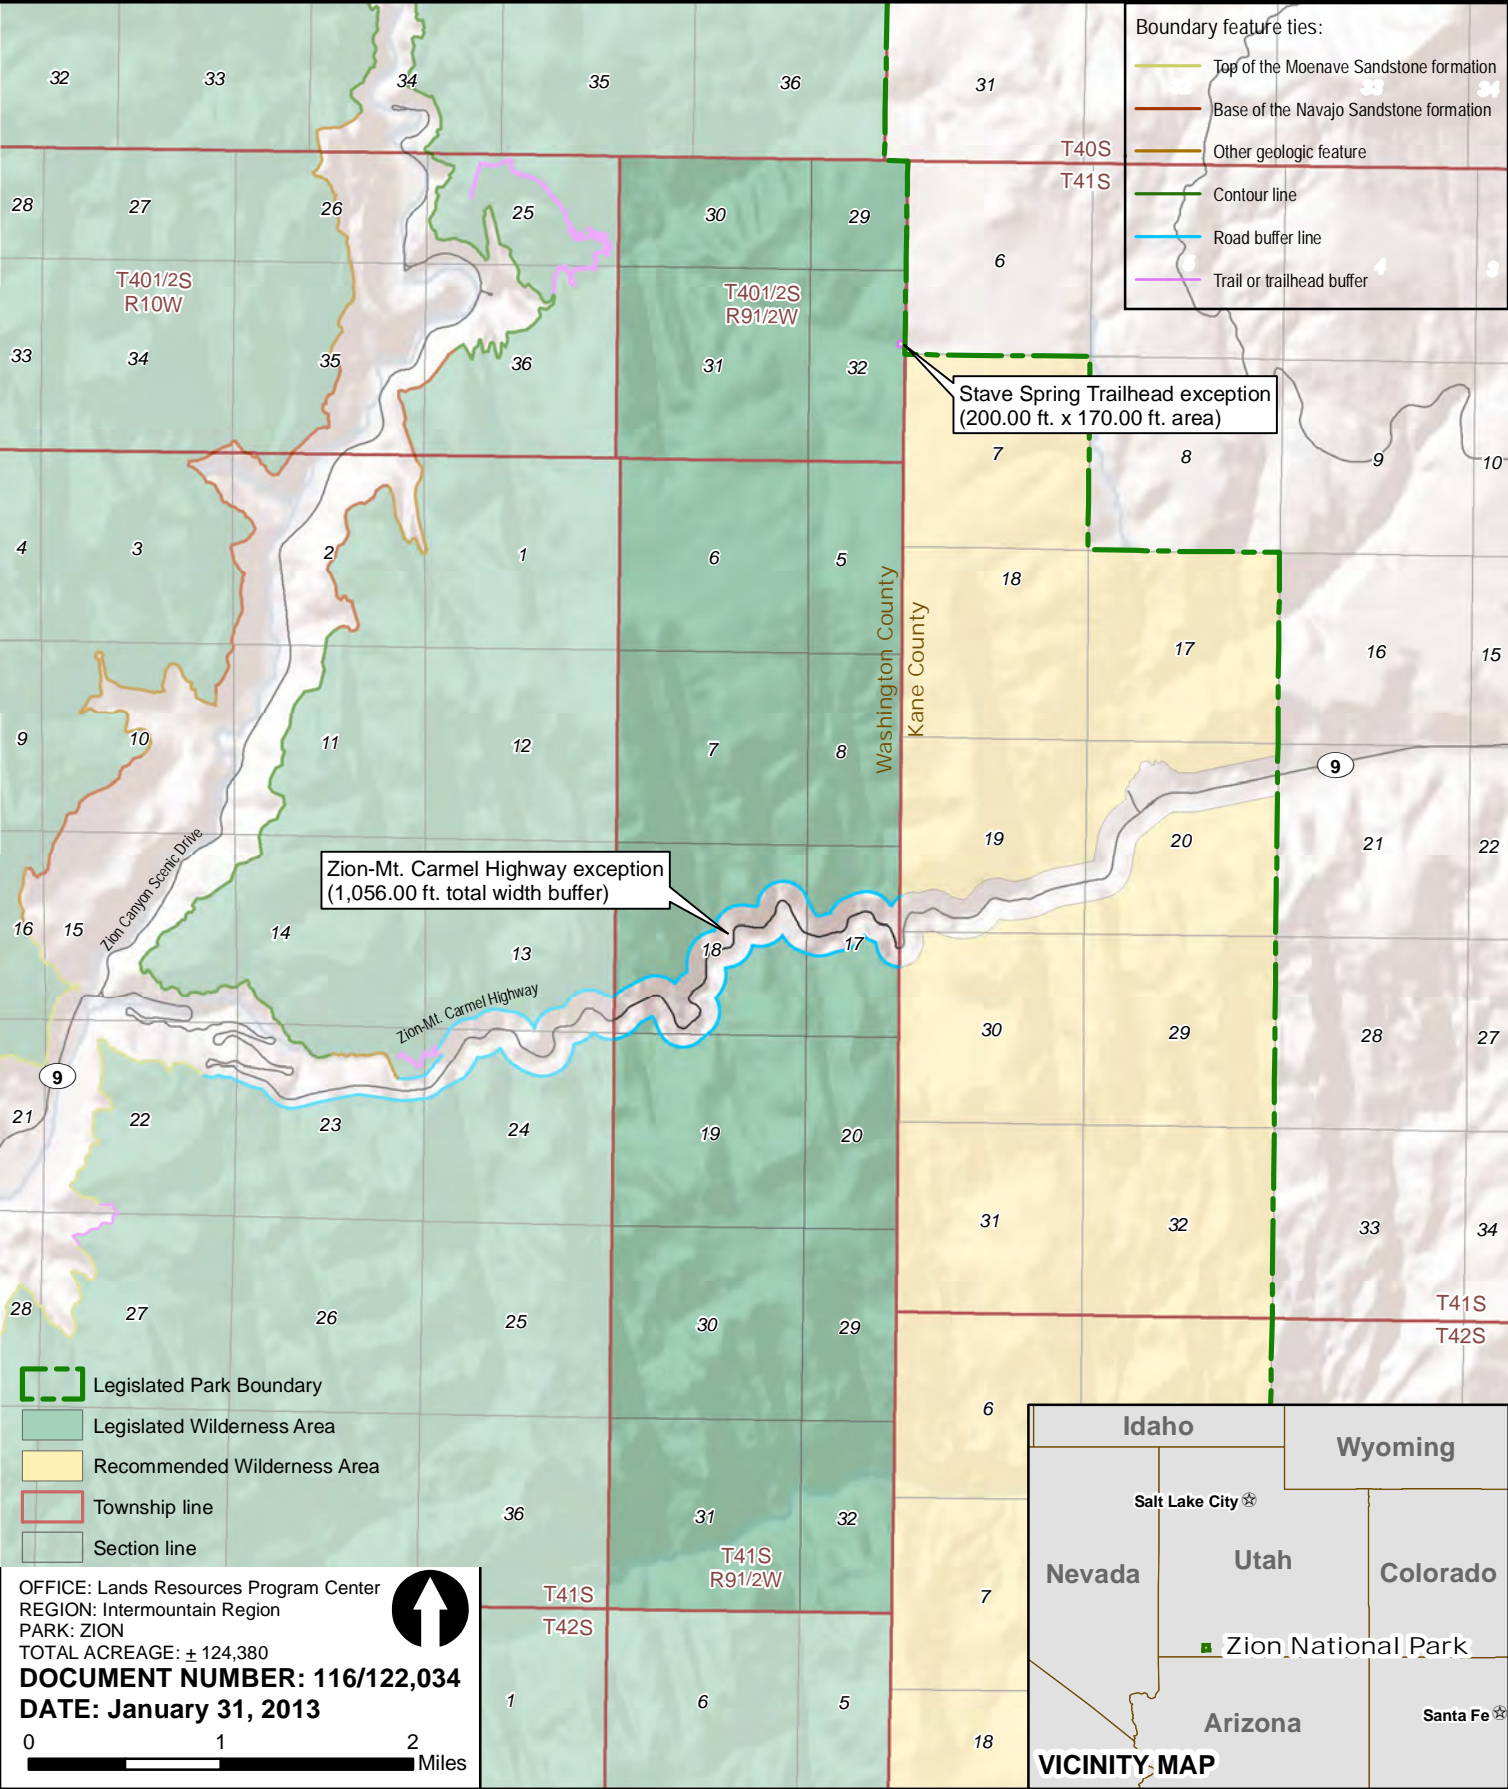 Boundary feature ties:
Top of the Moenave Sandstone formation
Base of the Navajo Sandstone formation
Other geologic feature
Contour line
Road buffer line
Trail or trailhead buffer
32 33 34 35 36 31
33 34
T40S
T41S
28 27 26 25 30 29 6
4 3
T401/2S
R10W
T401/2S
R91/2W
33 34 35 36 31 32
Stave Spring Trailhead exception
(200.00 ft. x 170.00 ft. area)
7 8 9 10
4 3 2 1 6 5 18
Washington County
Kane County
17 16 15
9 10 11 12 7 8
9
19 20 21 22
Zion Canyon Scenic Drive
Zion-Mt. Carmel Highway exception
(1,056.00 ft. total width buffer)
16 15 14 13 18 17
Zion-Mt. Carmel Highway
30 29 28 27
9
21 22 23 24 19 20
31 32 33 34
28 27 26 25 30 29
T41S
T42S
Legislated Park Boundary
Legislated Wilderness Area
Recommended Wilderness Area
Township line
Section line
6
36 31 32
T41S
R91/2W
7
T41S
T42S
1 6 5
18
OFFICE: Lands Resources Program Center
REGION: Intermountain Region
PARK: ZION
TOTAL ACREAGE: ± 124,380
DOCUMENT NUMBER: 116/122,034
DATE: January 31, 2013
0 1 2
Miles
Idaho
Wyoming
Salt Lake City
Nevada
Utah
Colorado
Zion National Park
Arizona
Santa Fe
VICINITY MAP